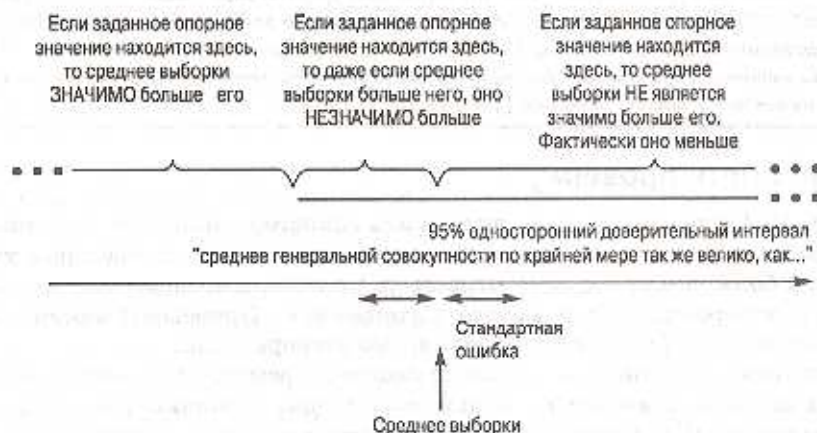 Если заданное опорное
значение находится здесь,
то среднее выборки
ЗНАЧИМО больше его
Если заданное опорное
значение находится здесь,
то даже если среднее
выборки больше него, оно
НЕЗНАЧИМО больше
Если заданное опорное
значение находится
здесь, то среднее
выборки НЕ является
значимо больше его.
Фактически оно меньше
95% односторонний доверительный интервал
"среднее генеральной совокупности по крайней мере так же велико, как..."
Стандартная
ошибка
Среднее выборки